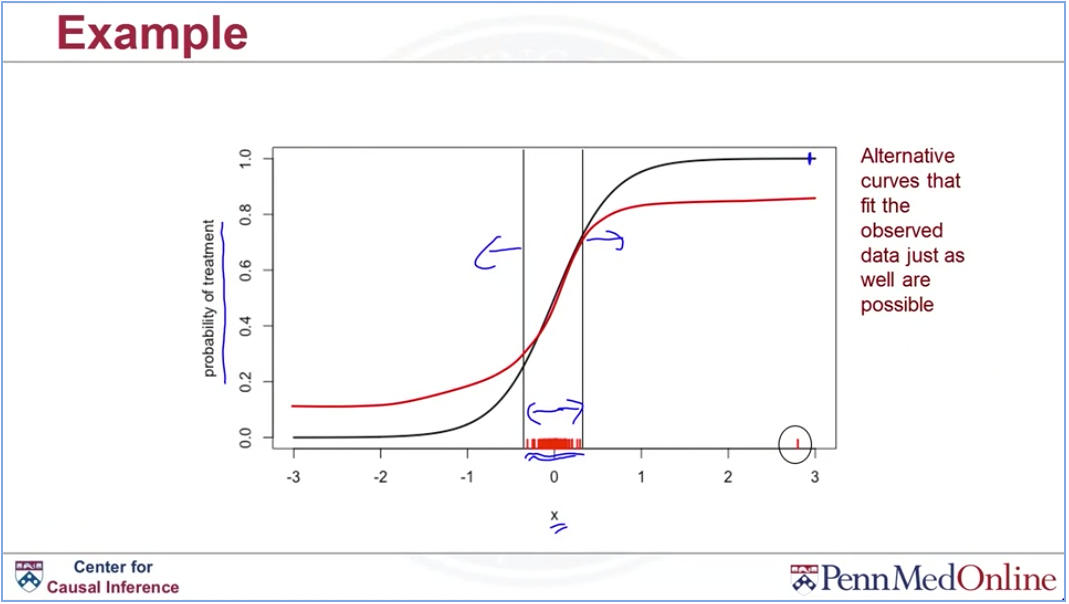 Example
Alternative
curves that
fit the
observed
data just as
well are
possible
probability of treatment
1.0
0.8
0.6
0.4
0.2
0.0
-3 -2 -1 0 1 2 3
x
Center for
Causal Inference
PennMedOnline